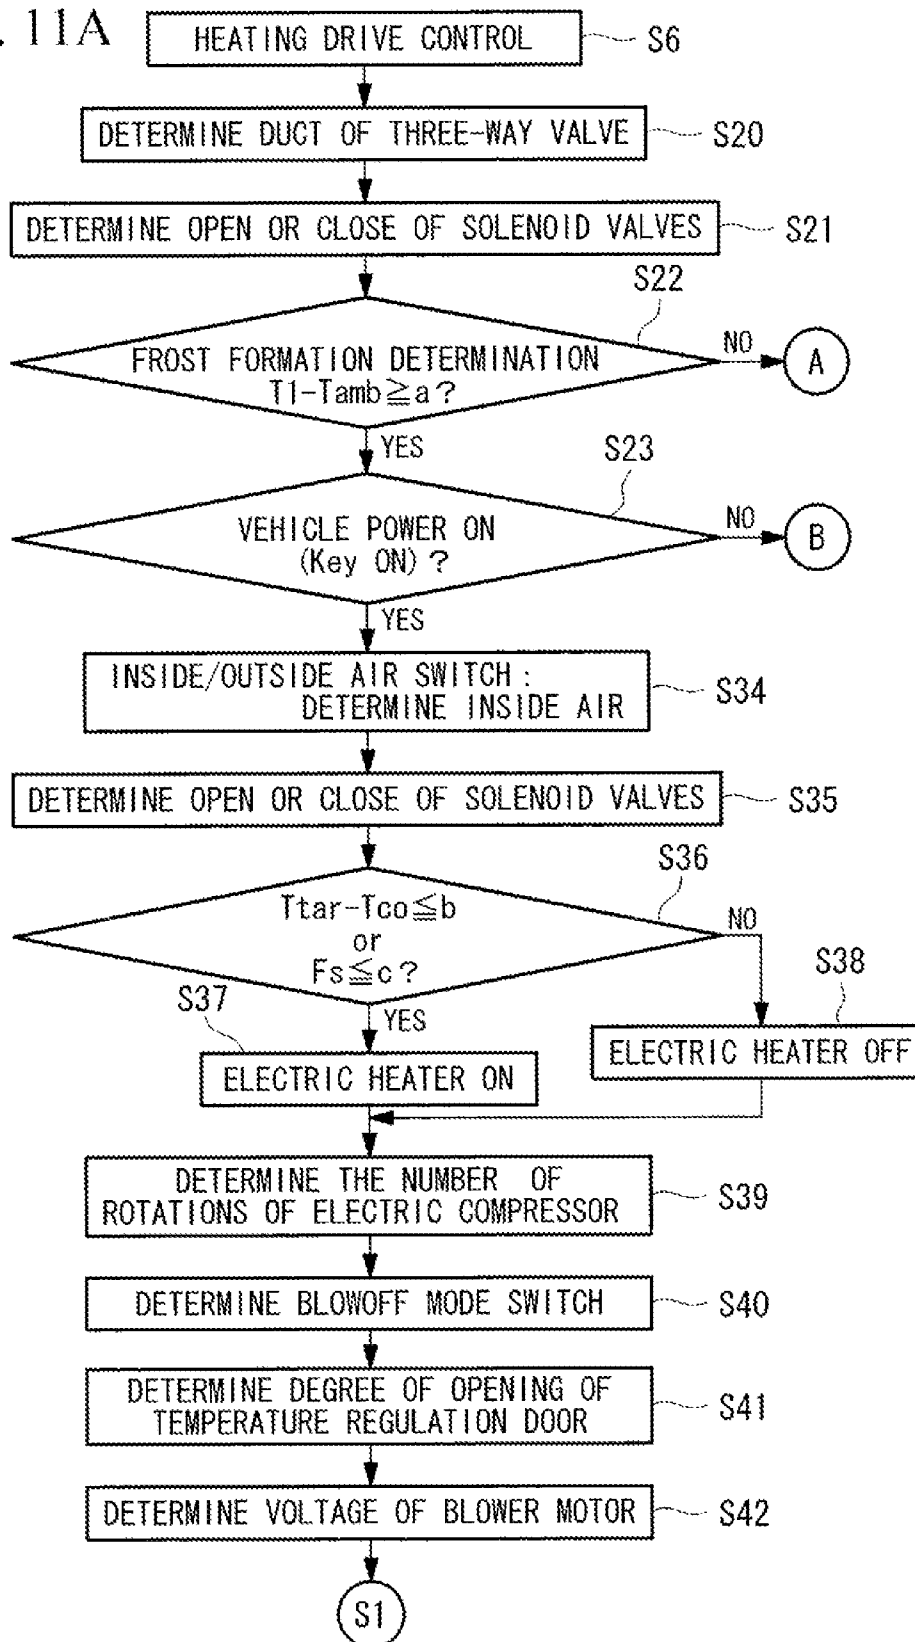 . 11A
HEATING DRIVE CONTROL
S6
DETERMINE DUCT OF THREE-WAY VALVE
S20
DETERMINE OPEN OR CLOSE OF SOLENOID VALVES
S21
S22
FROST FORMATION DETERMINATION
T1-Tamb≧a?
NO
A
YES
S23
VEHICLE POWER ON
(Key ON)?
NO
B
YES
INSIDE/OUTSIDE AIR SWITCH:
DETERMINE INSIDE AIR
S34
DETERMINE OPEN OR CLOSE OF SOLENOID VALVES
S35
S36
Ttar-Tco≦b
or
Fs≦c?
NO
S37
YES
S38
ELECTRIC HEATER ON
ELECTRIC HEATER OFF
DETERMINE THE NUMBER OF
ROTATIONS OF ELECTRIC COMPRESSOR
S39
DETERMINE BLOWOFF MODE SWITCH
S40
DETERMINE DEGREE OF OPENING OF
TEMPERATURE REGULATION DOOR
S41
DETERMINE VOLTAGE OF BLOWER MOTOR
S42
S1